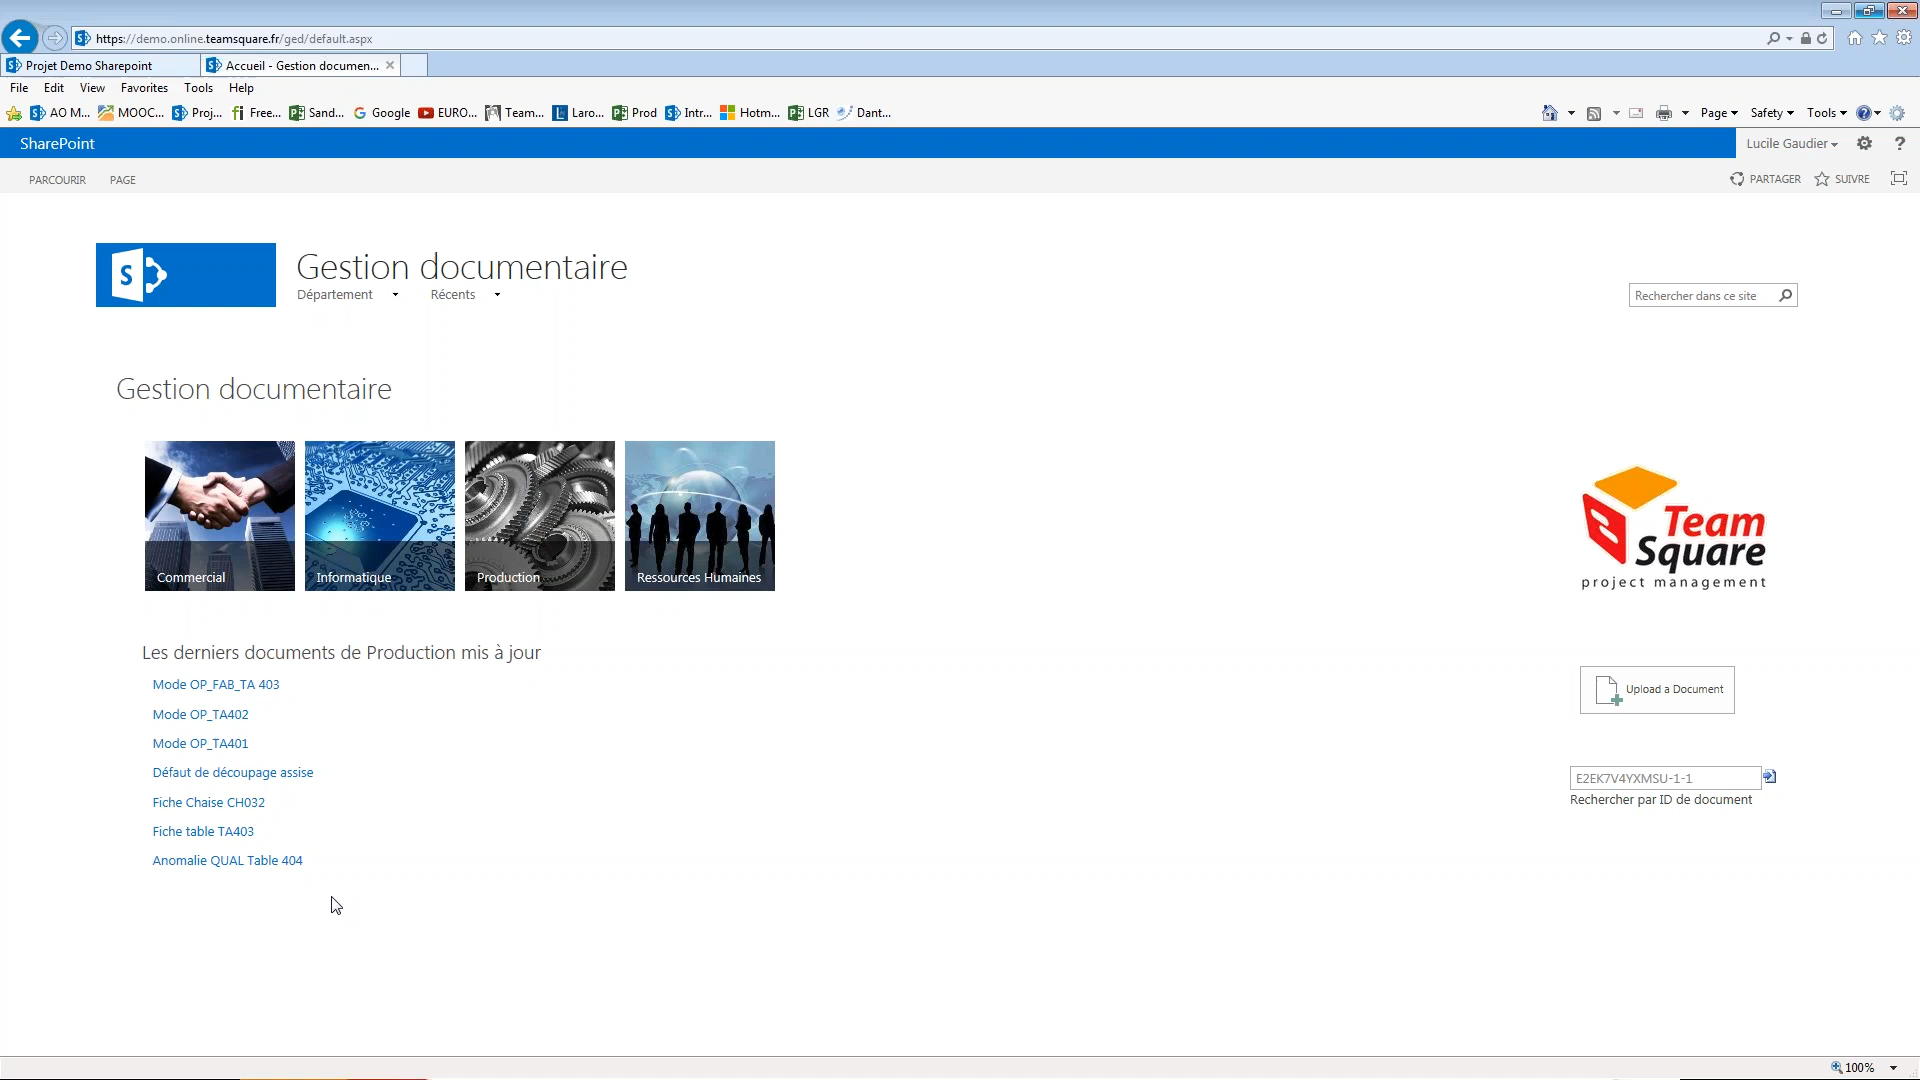 https://demo.online.teamsquare.fr/ged/default.aspx
Projet Demo Sharepoint
Accueil - Gestion documen...
File Edit View Favorites Tools Help
AO M... MOOC... Proj... Free... Sand... Google EURO... Team... Laro... Prod Intr... Hotm... LGR Dant...
Page Safety Tools
SharePoint
Lucile Gaudier
PARCOURIR PAGE
PARTAGER SUIVRE
Gestion documentaire
Département Récents
Rechercher dans ce site
Gestion documentaire
Commercial
Informatique
Production
Ressources Humaines
Team
Square
project management
Les derniers documents de Production mis à jour
Mode OP_FAB_TA 403
Mode OP_TA402
Mode OP_TA401
Défaut de découpage assise
Fiche Chaise CH032
Fiche table TA403
Anomalie QUAL Table 404
Upload a Document
E2EK7V4YXMSU-1-1
Rechercher par ID de document
100%